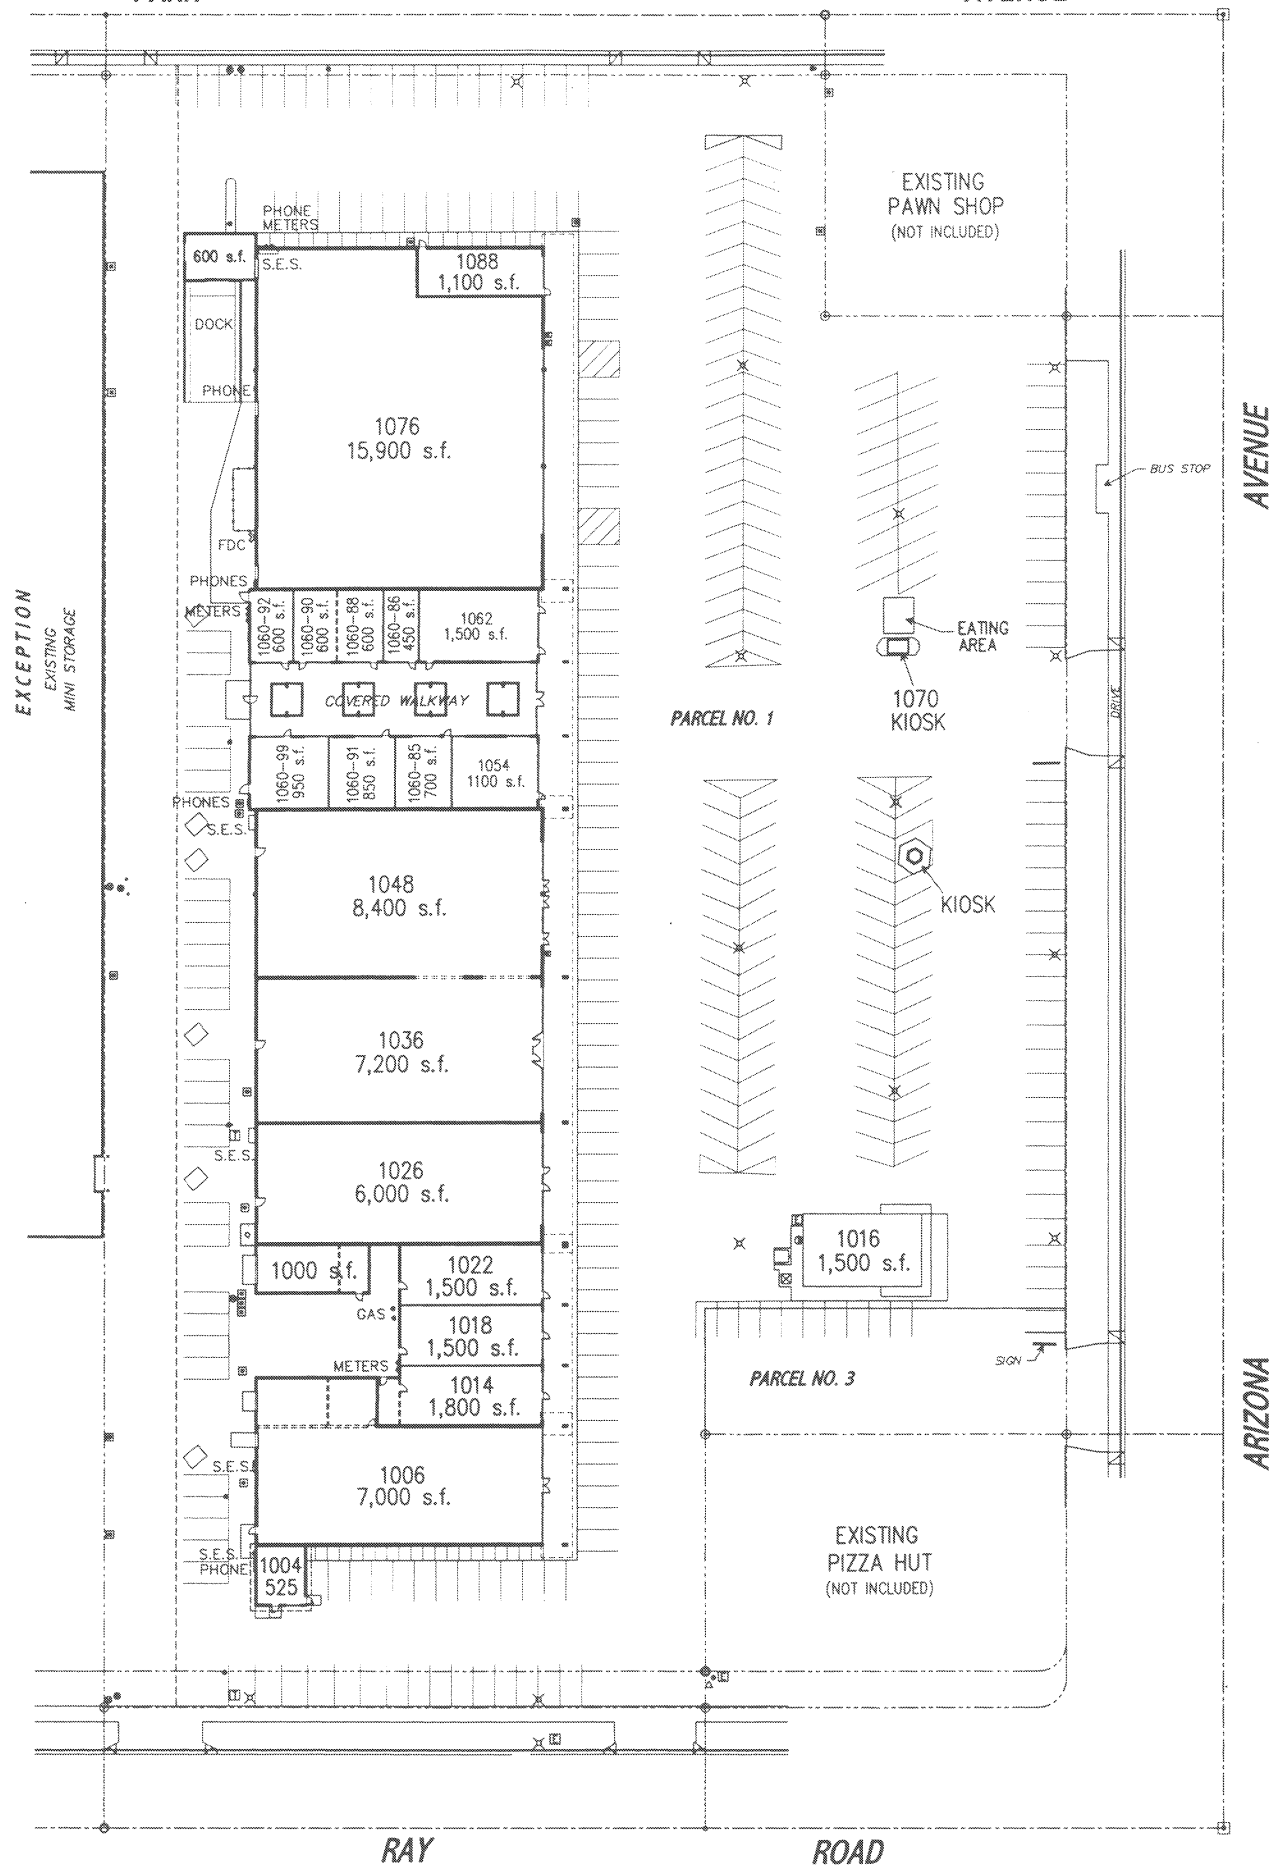 EXISTING
PAWN SHOP
(NOT INCLUDED)
PHONE
METERS
600 s.f.
S.E.S.
1088
1,100 s.f.
DOCK
PHONE
1076
15,900 s.f.
AVENUE
BUS STOP
FDC
PHONES
METERS
EXCEPTION
EXISTING
MINI STORAGE
1060-92
600 s.f.
1060-90
600 s.f.
1060-88
600 s.f.
1060-86
450 s.f.
1062
1,500 s.f.
EATING
AREA
COVERED WALKWAY
1070
KIOSK
DRIVE
PARCEL NO. 1
1060-99
950 s.f.
1060-91
850 s.f.
1060-85
700 s.f.
1054
1100 s.f.
PHONES
S.E.S.
1048
8,400 s.f.
KIOSK
1036
7,200 s.f.
S.E.S.
1026
6,000 s.f.
1016
1,500 s.f.
1000 s.f.
1022
1,500 s.f.
GAS
1018
1,500 s.f.
METERS
1014
1,800 s.f.
SIGN
PARCEL NO. 3
ARIZONA
S.E.S.
1006
7,000 s.f.
EXISTING
PIZZA HUT
(NOT INCLUDED)
S.E.S.
PHONE
1004
525
RAY
ROAD